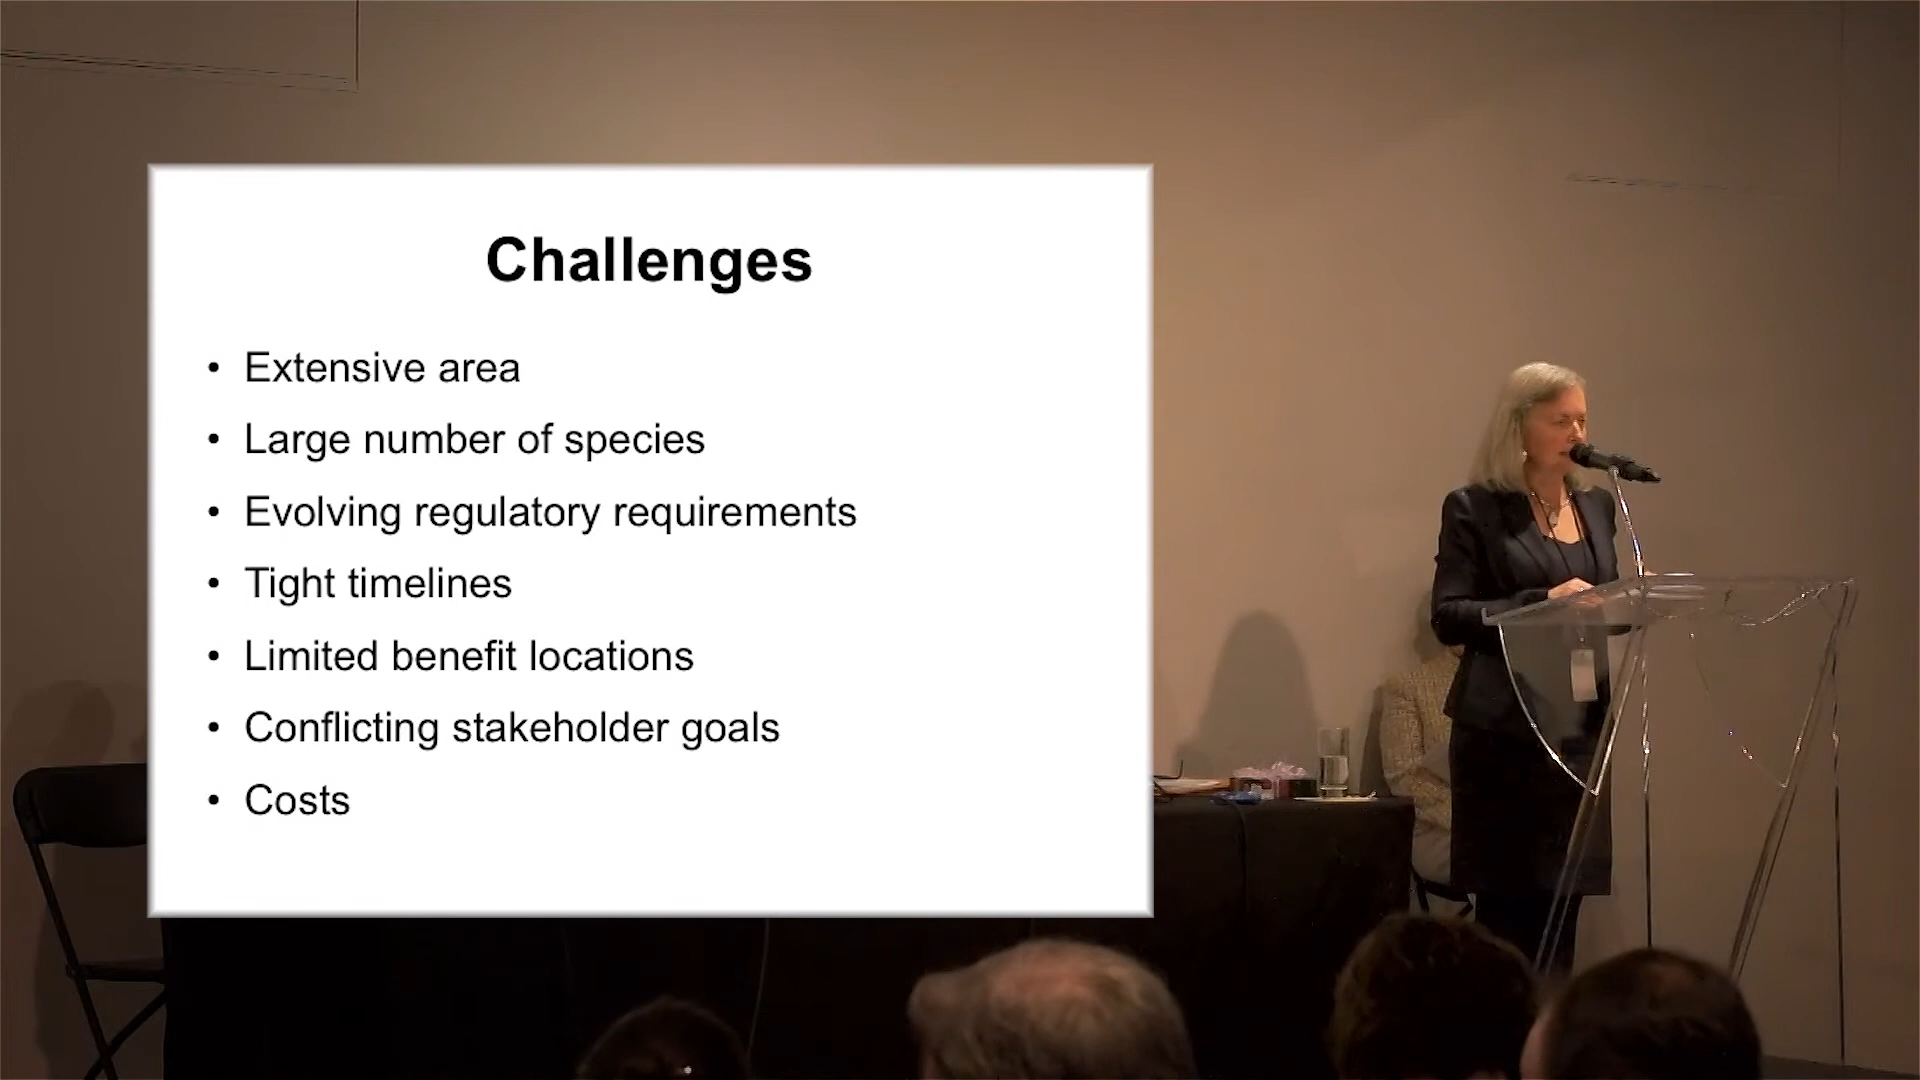 Challenges
• Extensive area
• Large number of species
• Evolving regulatory requirements
• Tight timelines
• Limited benefit locations
• Conflicting stakeholder goals
• Costs